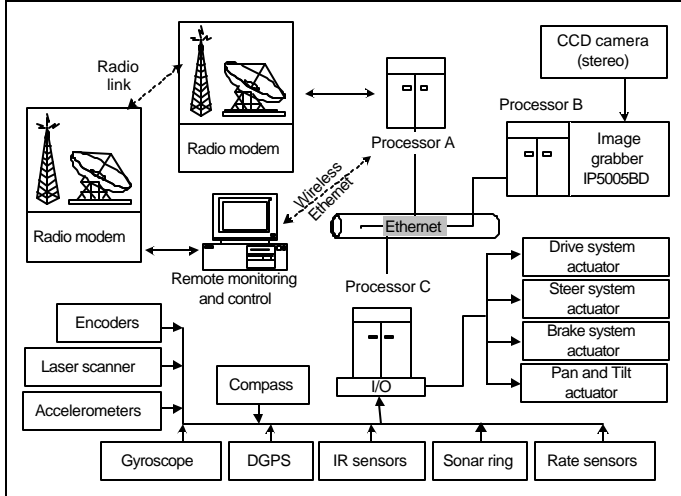 CCD camera
(stereo)
Radio
link
Processor B
Radio modem
Processor A
Image
grabber
IP5005BD
Wireless
Ethernet
Radio modem
Ethernet
Remote monitoring
and control
Processor C
Drive system
actuator
Steer system
actuator
Brake system
actuator
Pan and Tilt
actuator
Encoders
Laser scanner
Accelerometers
Compass
I/O
Gyroscope
DGPS
IR sensors
Sonar ring
Rate sensors